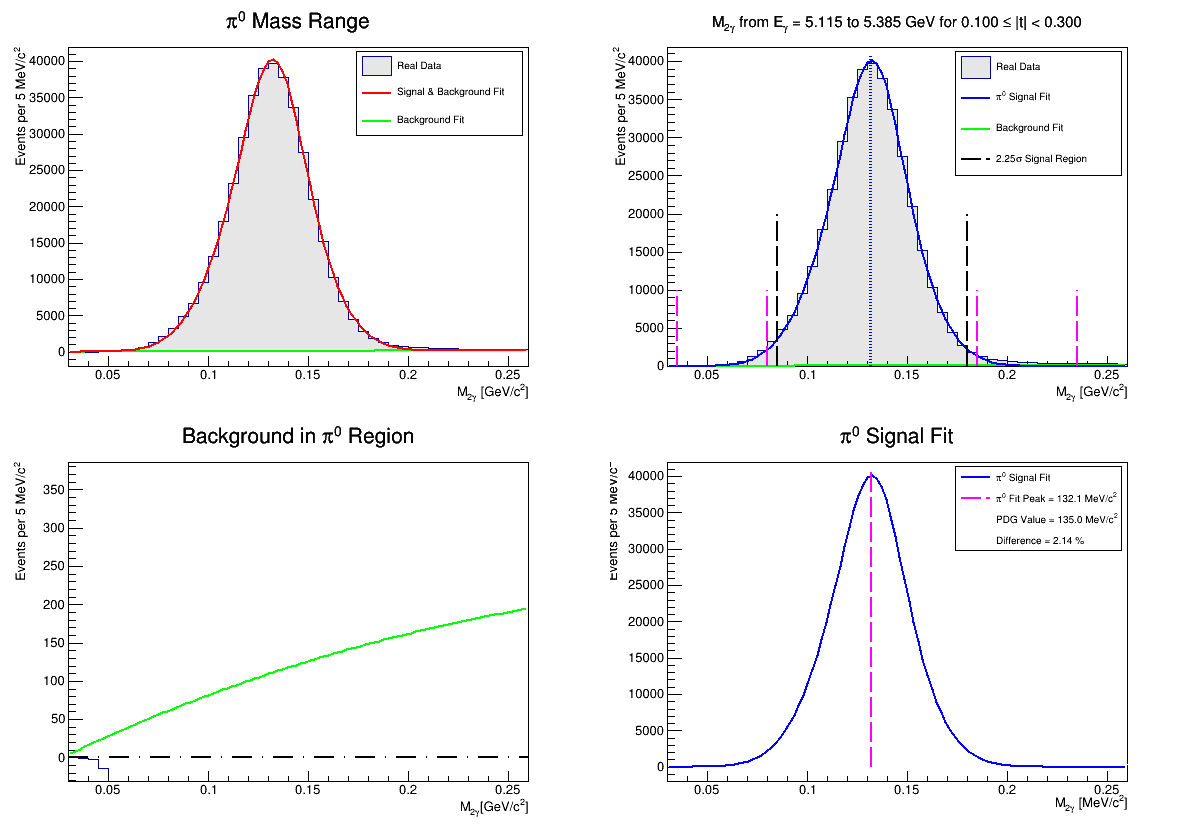 π⁰ Mass Range
Events per 5 MeV/c²
40000
35000
30000
25000
20000
15000
10000
5000
0
0.05
0.1
0.15
0.2
0.25
M₂γ [GeV/c²]
Real Data
Signal & Background Fit
Background Fit
M₂γ from Eγ = 5.115 to 5.385 GeV for 0.100 ≤ |t| < 0.300
Events per 5 MeV/c²
40000
35000
30000
25000
20000
15000
10000
5000
0
0.05
0.1
0.15
0.2
0.25
M₂γ [GeV/c²]
Real Data
π⁰ Signal Fit
Background Fit
2.25σ Signal Region
Background in π⁰ Region
Events per 5 MeV/c²
350
300
250
200
150
100
50
0
0.05
0.1
0.15
0.2
0.25
M₂γ[GeV/c²]
π⁰ Signal Fit
Events per 5 MeV/c²
40000
35000
30000
25000
20000
15000
10000
5000
0
0.05
0.1
0.15
0.2
0.25
M₂γ [MeV/c²]
π⁰ Signal Fit
π⁰ Fit Peak = 132.1 MeV/c²
PDG Value = 135.0 MeV/c²
Difference = 2.14 %